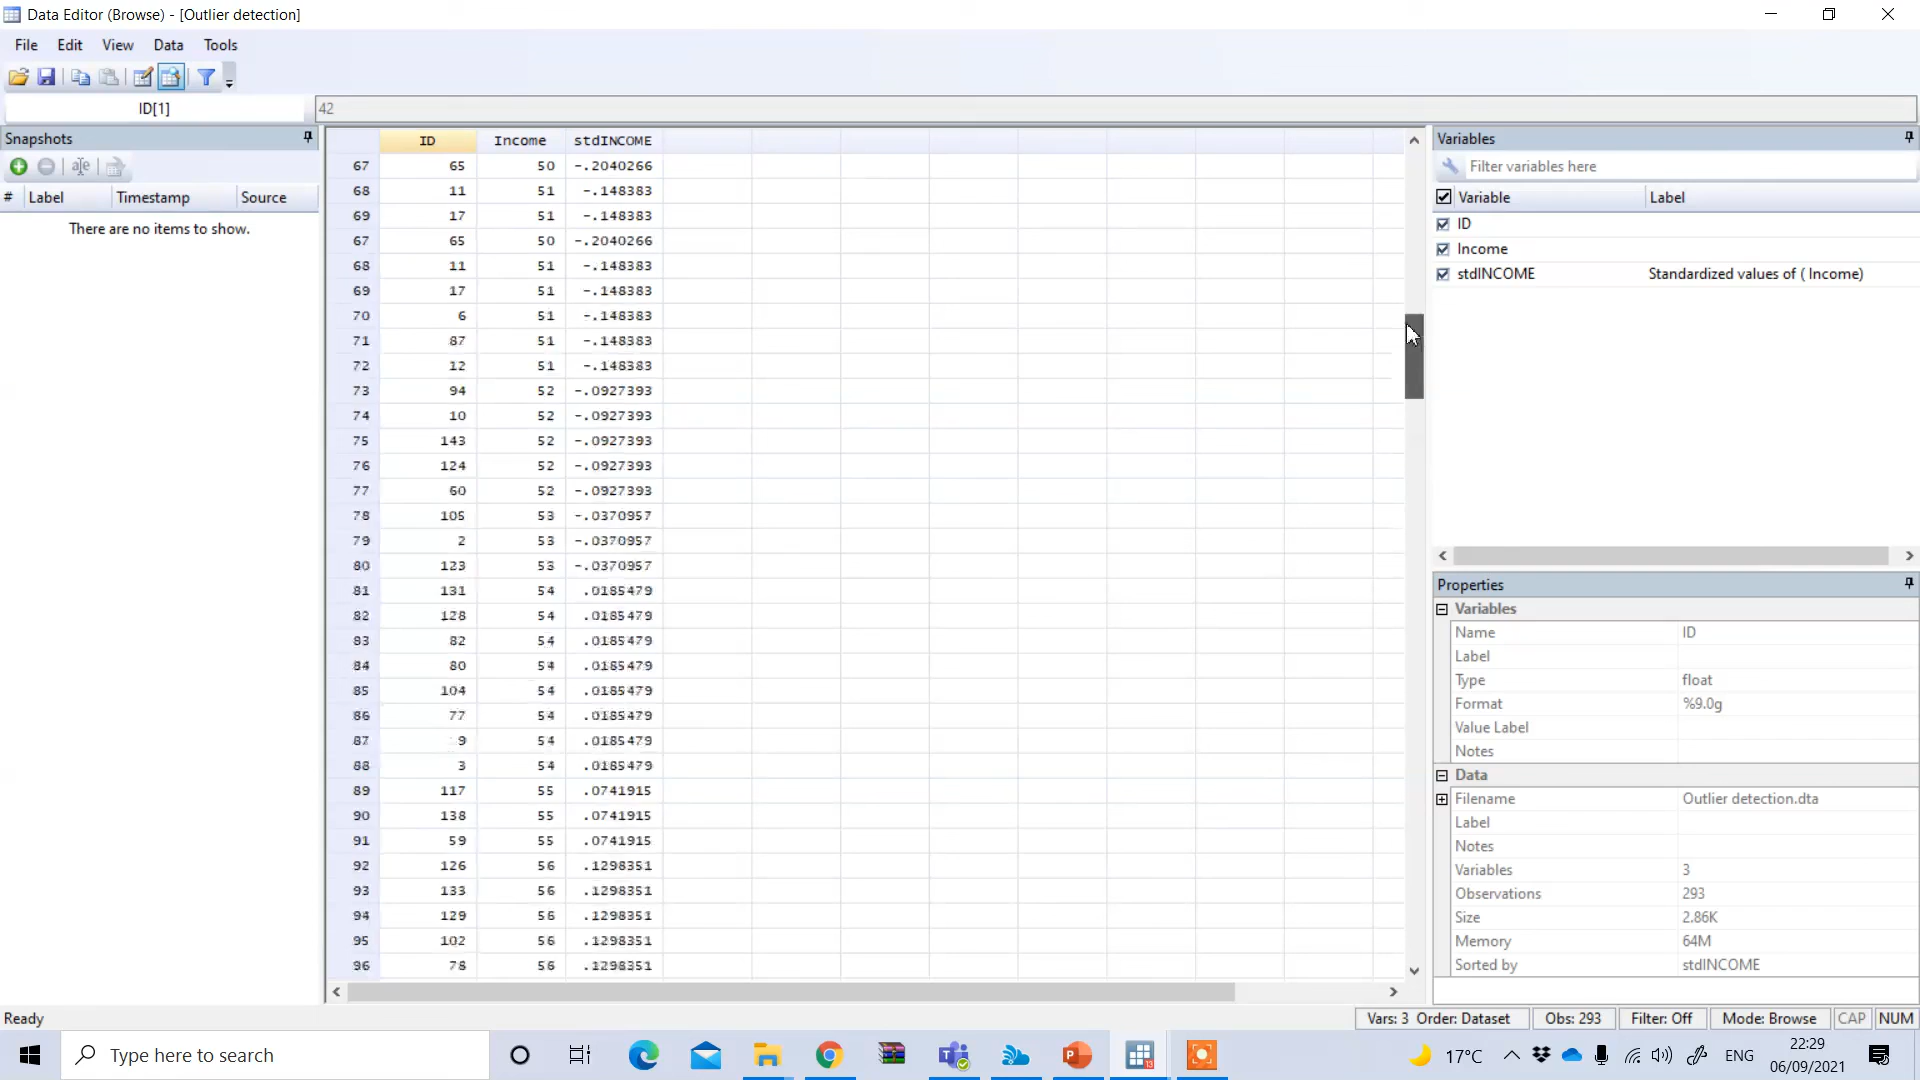 Data Editor (Browse) - [Outlier detection]
File Edit View Data Tools
ID[1] 42
Snapshots
# Label Timestamp Source
There are no items to show.
ID Income stdINCOME
67 65 50 -.2040266
68 11 51 -.148383
69 17 51 -.148383
67 65 50 -.2040266
68 11 51 -.148383
69 17 51 -.148383
70 6 51 -.148383
71 87 51 -.148383
72 12 51 -.148383
73 94 52 -.0927393
74 10 52 -.0927393
75 143 52 -.0927393
76 124 52 -.0927393
77 60 52 -.0927393
78 105 53 -.0370957
79 2 53 -.0370957
80 123 53 -.0370957
81 131 54 .0185479
82 128 54 .0185479
83 82 54 .0185479
84 80 54 .0185479
85 104 54 .0185479
86 77 54 .0185479
87 9 54 .0185479
88 3 54 .0185479
89 117 55 .0741915
90 138 55 .0741915
91 59 55 .0741915
92 126 56 .1298351
93 133 56 .1298351
94 129 56 .1298351
95 102 56 .1298351
96 78 56 .1298351
Variables
Filter variables here
Variable Label
ID
Income
stdINCOME Standardized values of ( Income)
Properties
Variables
Name ID
Label
Type float
Format %9.0g
Value Label
Notes
Data
Filename Outlier detection.dta
Label
Notes
Variables 3
Observations 293
Size 2.86K
Memory 64M
Sorted by stdINCOME
Ready
Vars: 3 Order: Dataset Obs: 293 Filter: Off Mode: Browse CAP NUM
Type here to search
17°C ENG
22:29
06/09/2021